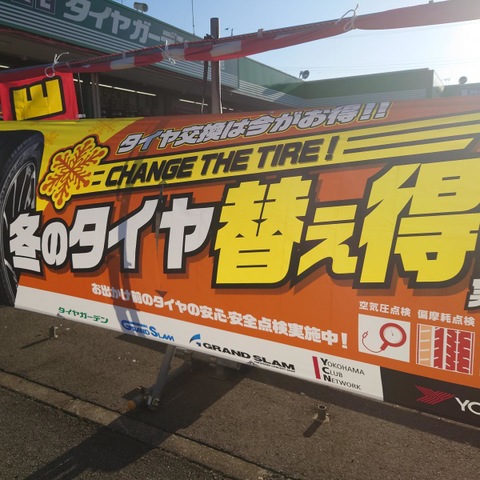 タイヤガーデン
タイヤ交換は今がお得!!
CHANGE THE TIRE!
冬のタイヤ替え得
お出かけ前のタイヤの安心・安全点検実施中!
空気圧点検 偏摩耗点検
タイヤガーデン
GRAND SLAM
GRAND SLAM
YOKOHAMA
CLUB
NETWORK